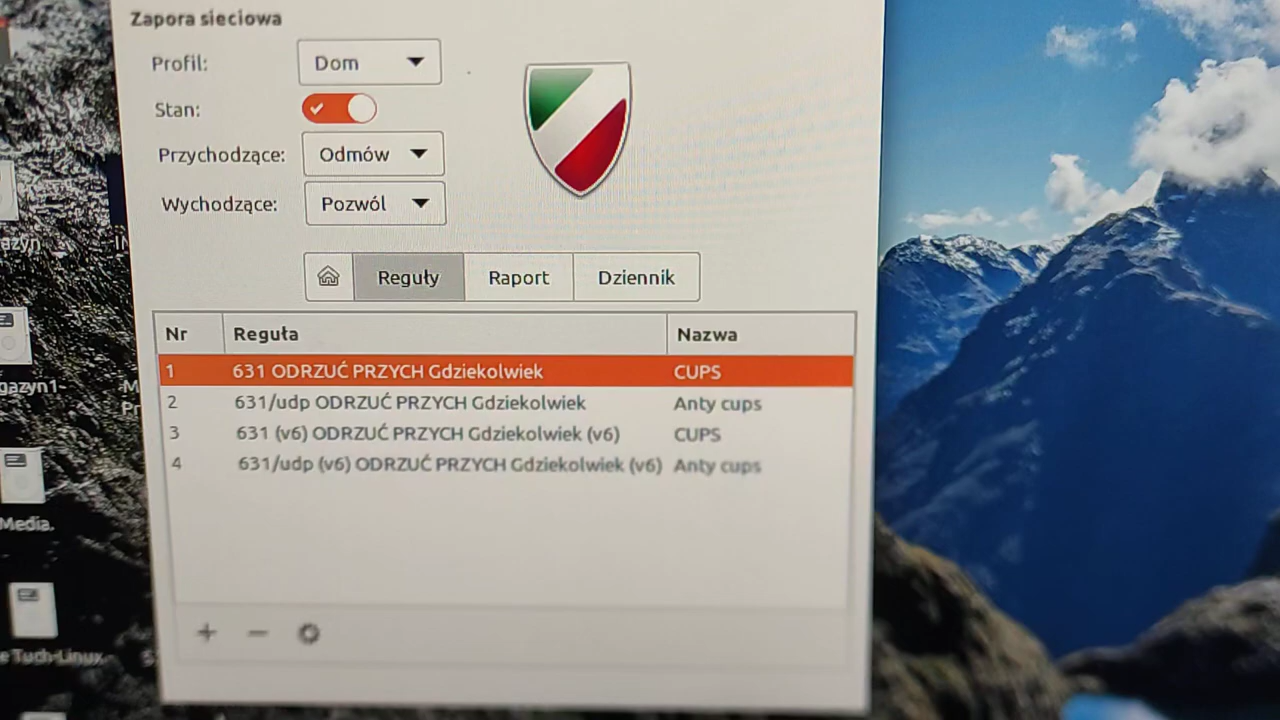 Zapora sieciowa
Profil: Dom
Stan:
Przychodzące: Odmów
Wychodzące: Pozwól
Reguły Raport Dziennik
Nr Reguła Nazwa
1 631 ODRZUĆ PRZYCH Gdziekolwiek CUPS
2 631/udp ODRZUĆ PRZYCH Gdziekolwiek Anty cups
3 631 (v6) ODRZUĆ PRZYCH Gdziekolwiek (v6) CUPS
4 631/udp (v6) ODRZUĆ PRZYCH Gdziekolwiek (v6) Anty cups
Media.